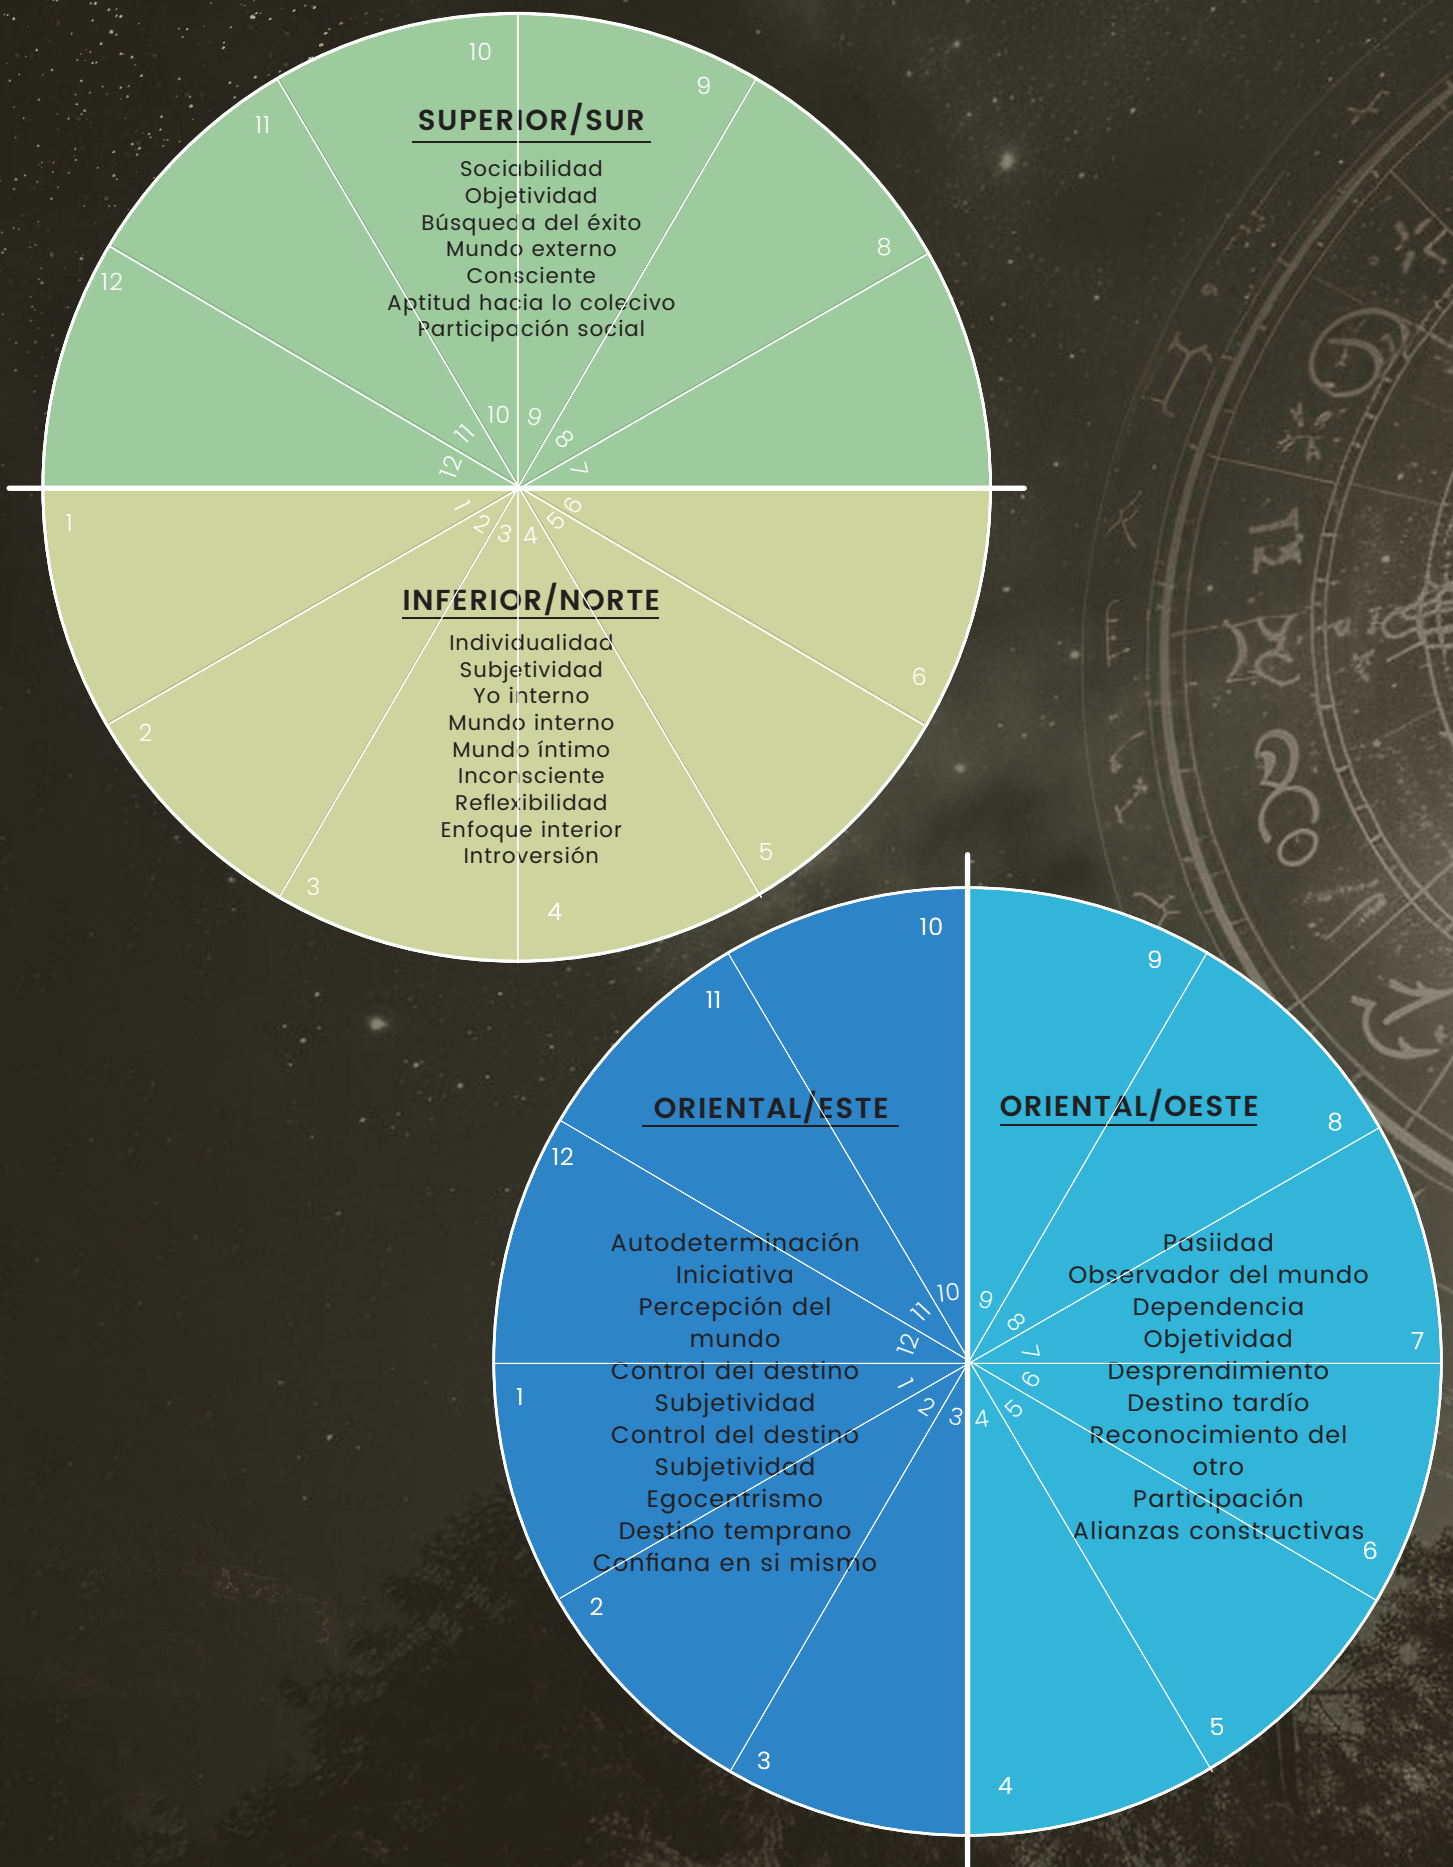 10
9
11
SUPERIOR/SUR
Sociabilidad
Objetividad
Búsqueda del éxito
8
Mundo externo
12
Consciente
Aptitud hacia lo colecivo
Participación social
10 9
11 8
12 7
1 6
2 5
3 4
1
INFERIOR/NORTE
Individualidad
Subjetividad
6
Yo interno
Mundo interno
2
Mundo íntimo
Inconsciente
Reflexibilidad
Enfoque interior
Introversión
5
3
4
10
9
11
ORIENTAL/ESTE
ORIENTAL/OESTE
8
12
Autodeterminación
Iniciativa
Percepción del
mundo
Control del destino
Subjetividad
Control del destino
Subjetividad
Egocentrismo
Destino temprano
Confiana en si mismo
10 9
11 8
12 7
1 6
2 5
3 4
Pasiidad
Observador del mundo
Dependencia
Objetividad
Desprendimiento
Destino tardío
Reconocimiento del
otro
Participación
Alianzas constructivas
7
1
6
2
5
3
4